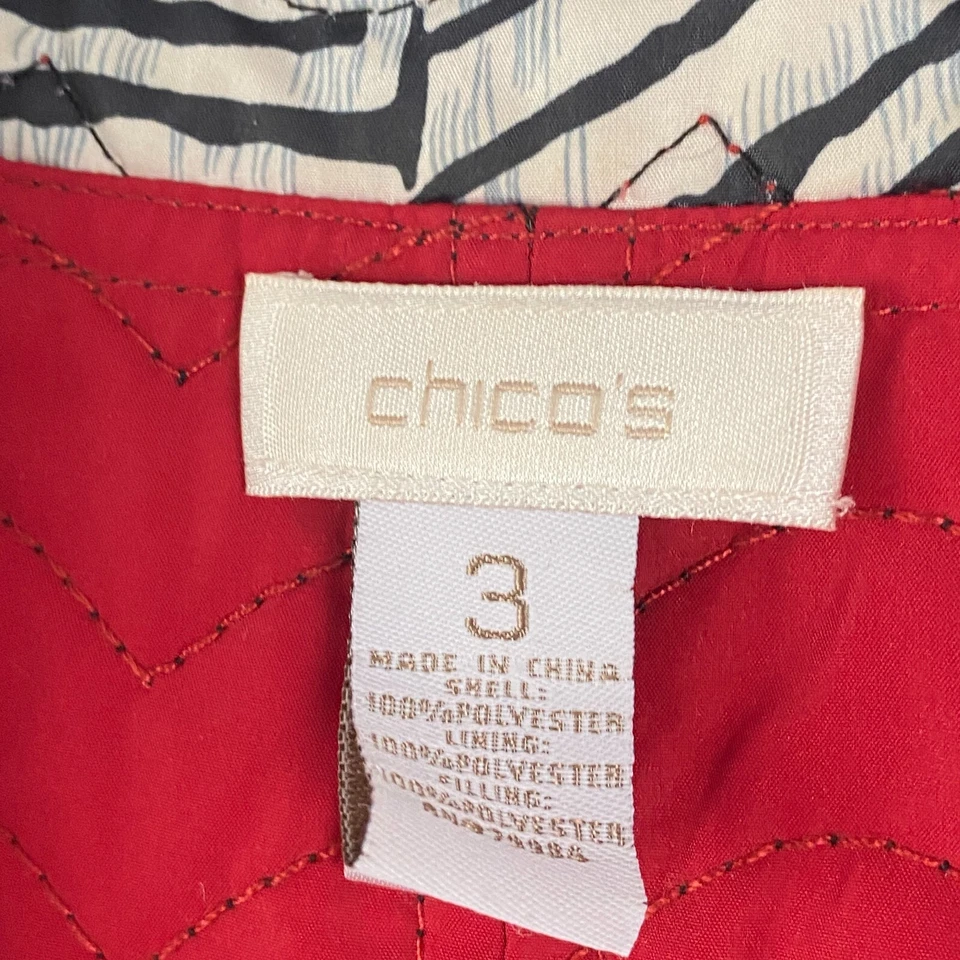 chico's
3
MADE IN CHINA
SHELL:
100%POLYESTER
LINING:
100%POLYESTER
FILLING:
100%POLYESTER